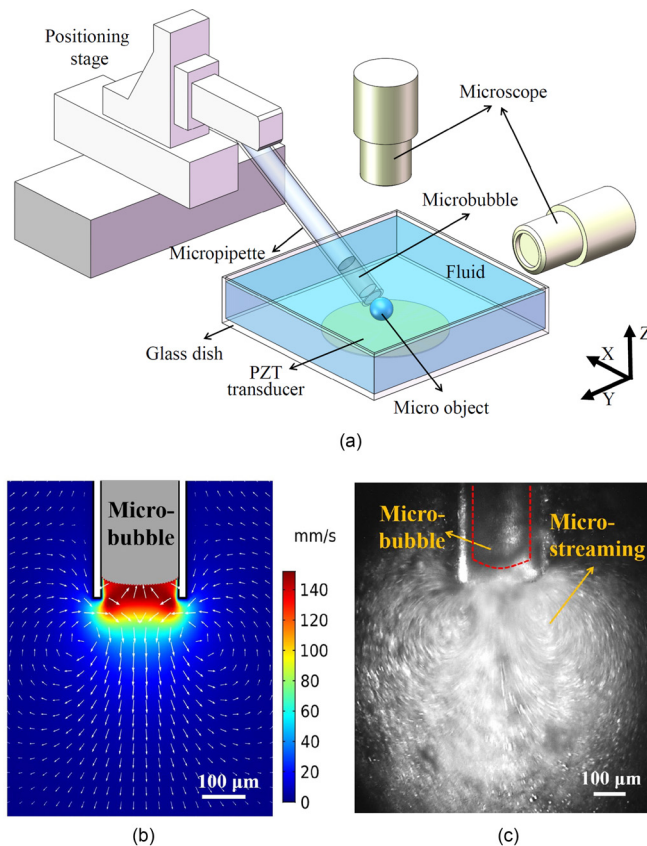 Positioning
stage
Microscope
Microbubble
Micropipette
Fluid
Glass dish
PZT
transducer
Micro object
Z
X
Y
(a)
Micro-
bubble
mm/s
140
120
100
80
60
40
20
0
100 μm
(b)
Micro-
bubble
Micro-
streaming
100 μm
(c)